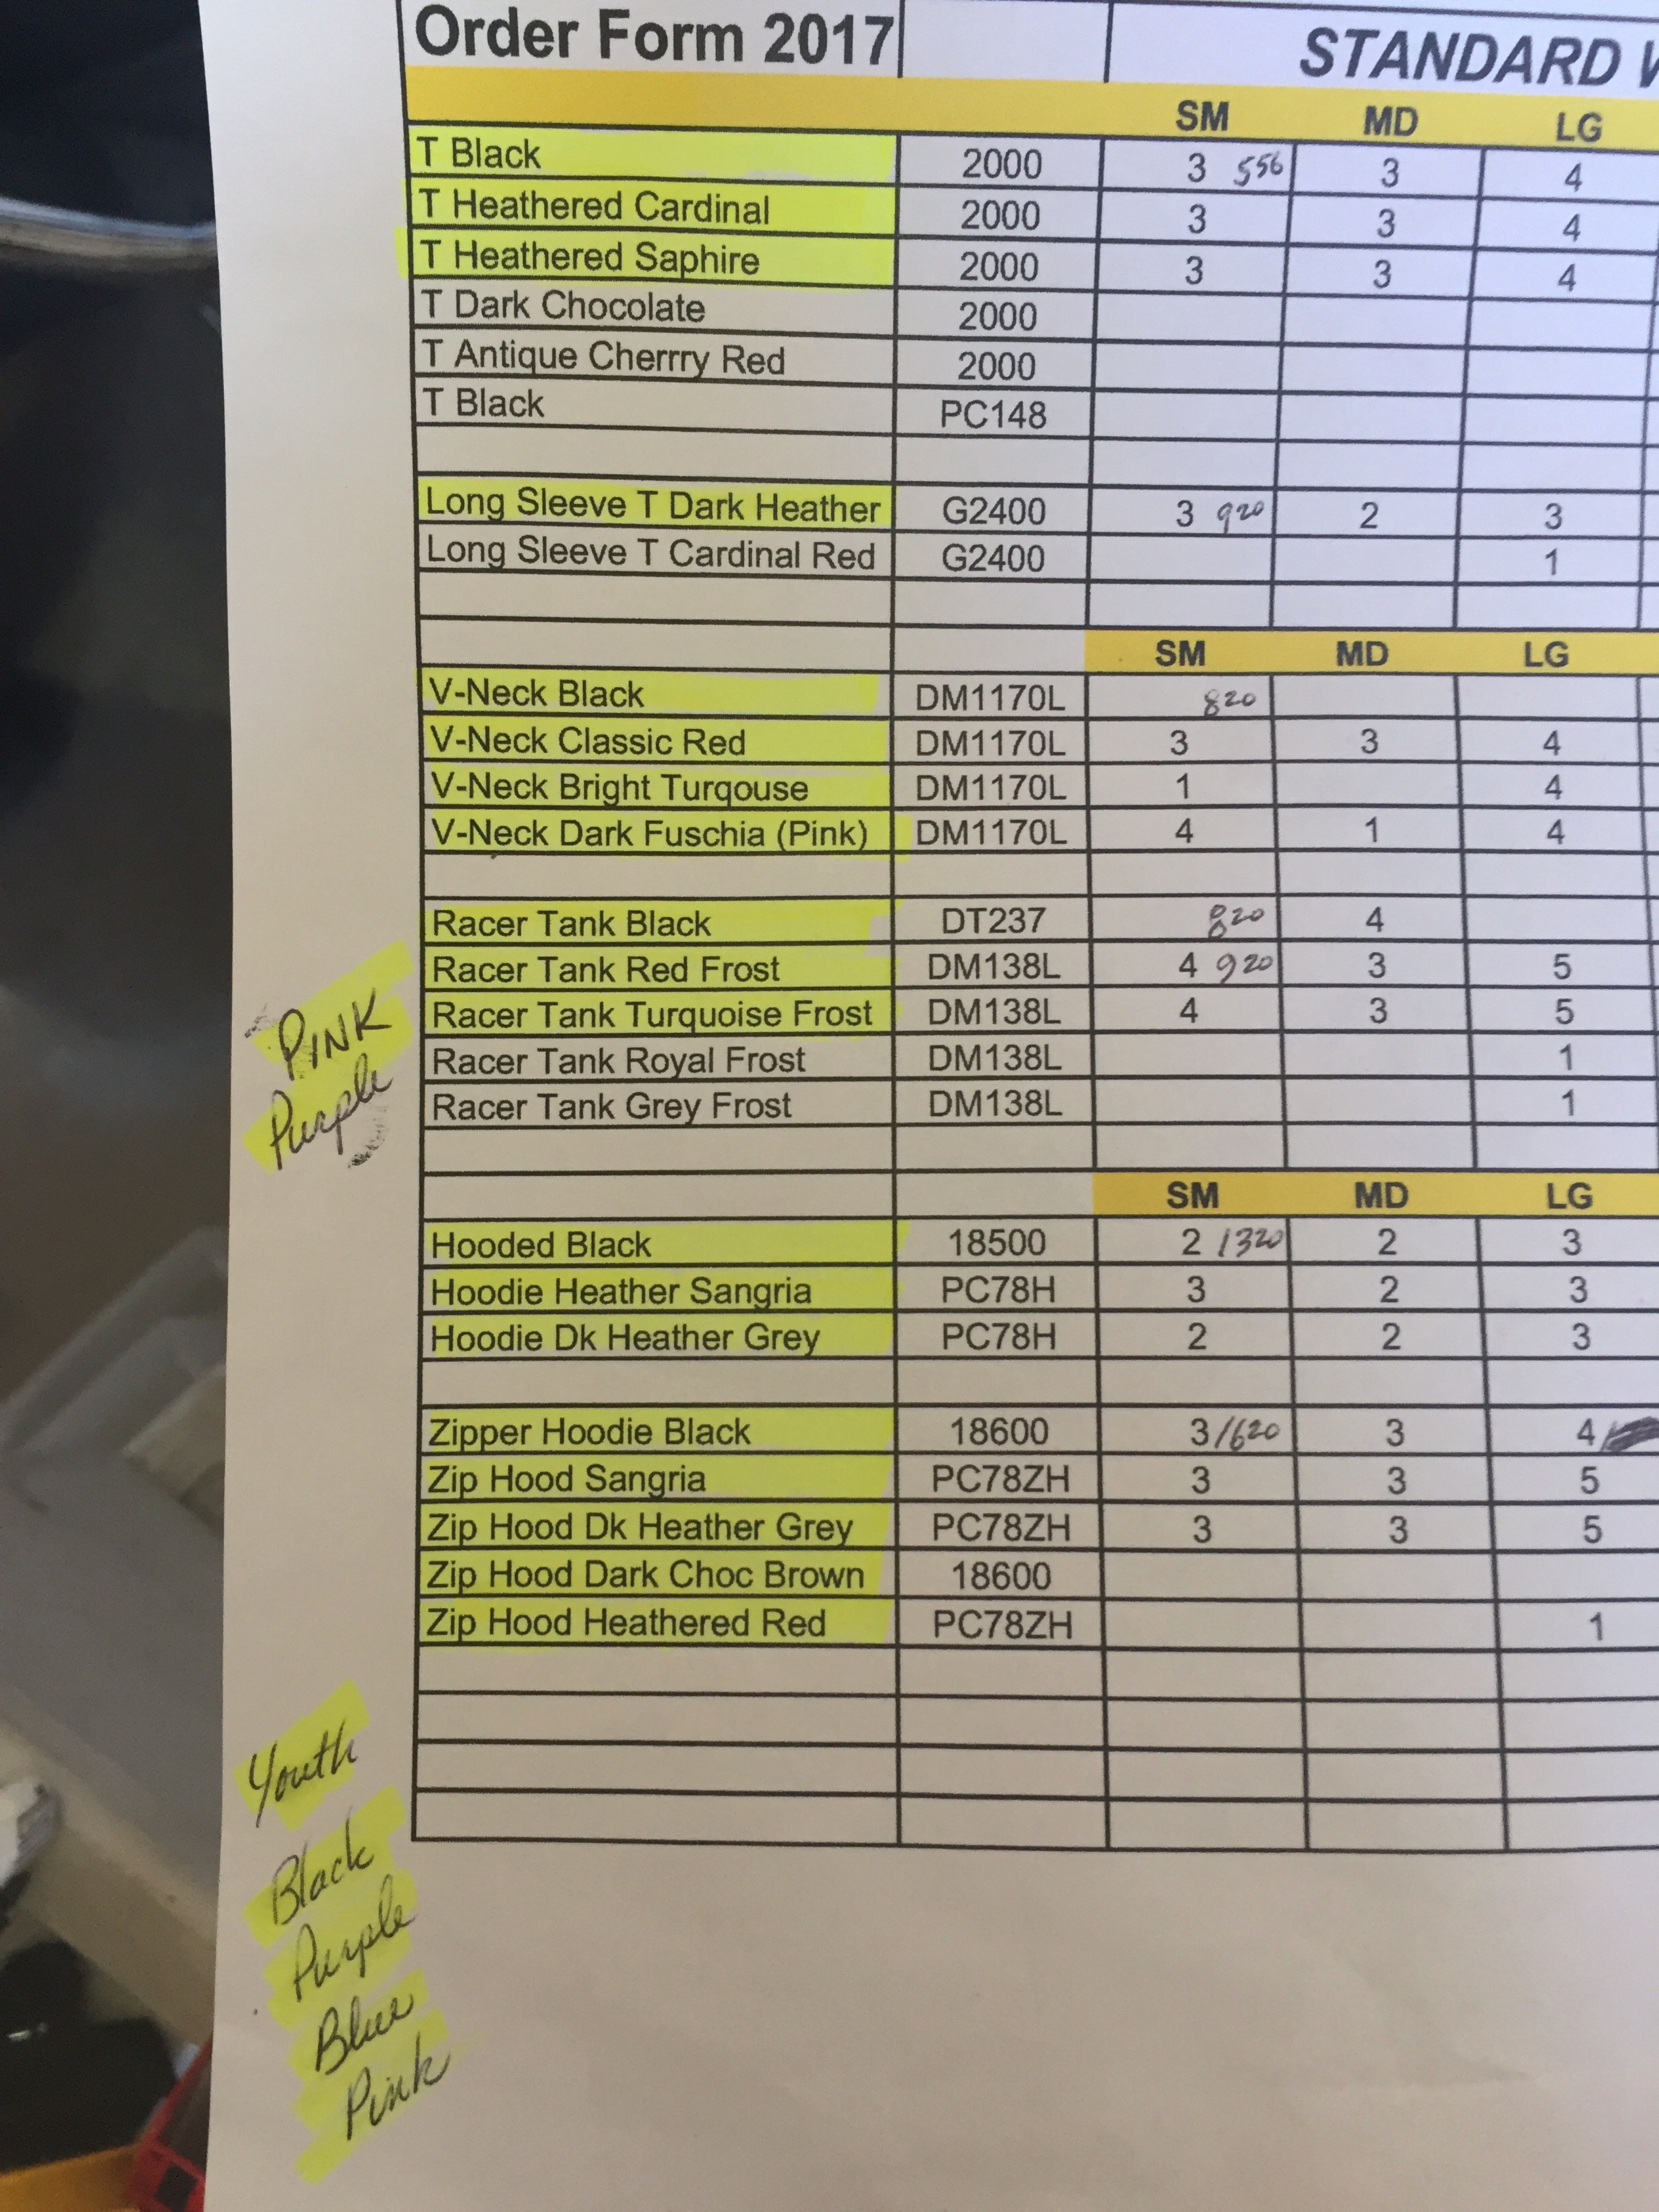 Order Form 2017 STANDARD
SM MD LG
T Black 2000 3 556 3 4
T Heathered Cardinal 2000 3 3 4
T Heathered Saphire 2000 3 3 4
T Dark Chocolate 2000
T Antique Cherrry Red 2000
T Black PC148
Long Sleeve T Dark Heather G2400 3 920 2 3
Long Sleeve T Cardinal Red G2400 1
SM MD LG
V-Neck Black DM1170L 820
V-Neck Classic Red DM1170L 3 3 4
V-Neck Bright Turqouse DM1170L 1 4
V-Neck Dark Fuschia (Pink) DM1170L 4 1 4
Racer Tank Black DT237 820 4
Racer Tank Red Frost DM138L 4 920 3 5
Racer Tank Turquoise Frost DM138L 4 3 5
Racer Tank Royal Frost DM138L 1
Racer Tank Grey Frost DM138L 1
PINK
Purple
SM MD LG
Hooded Black 18500 2 1320 2 3
Hoodie Heather Sangria PC78H 3 2 3
Hoodie Dk Heather Grey PC78H 2 2 3
Zipper Hoodie Black 18600 3 1620 3 4
Zip Hood Sangria PC78ZH 3 3 5
Zip Hood Dk Heather Grey PC78ZH 3 3 5
Zip Hood Dark Choc Brown 18600
Zip Hood Heathered Red PC78ZH 1
Youth
Black
Purple
Blue
Pink